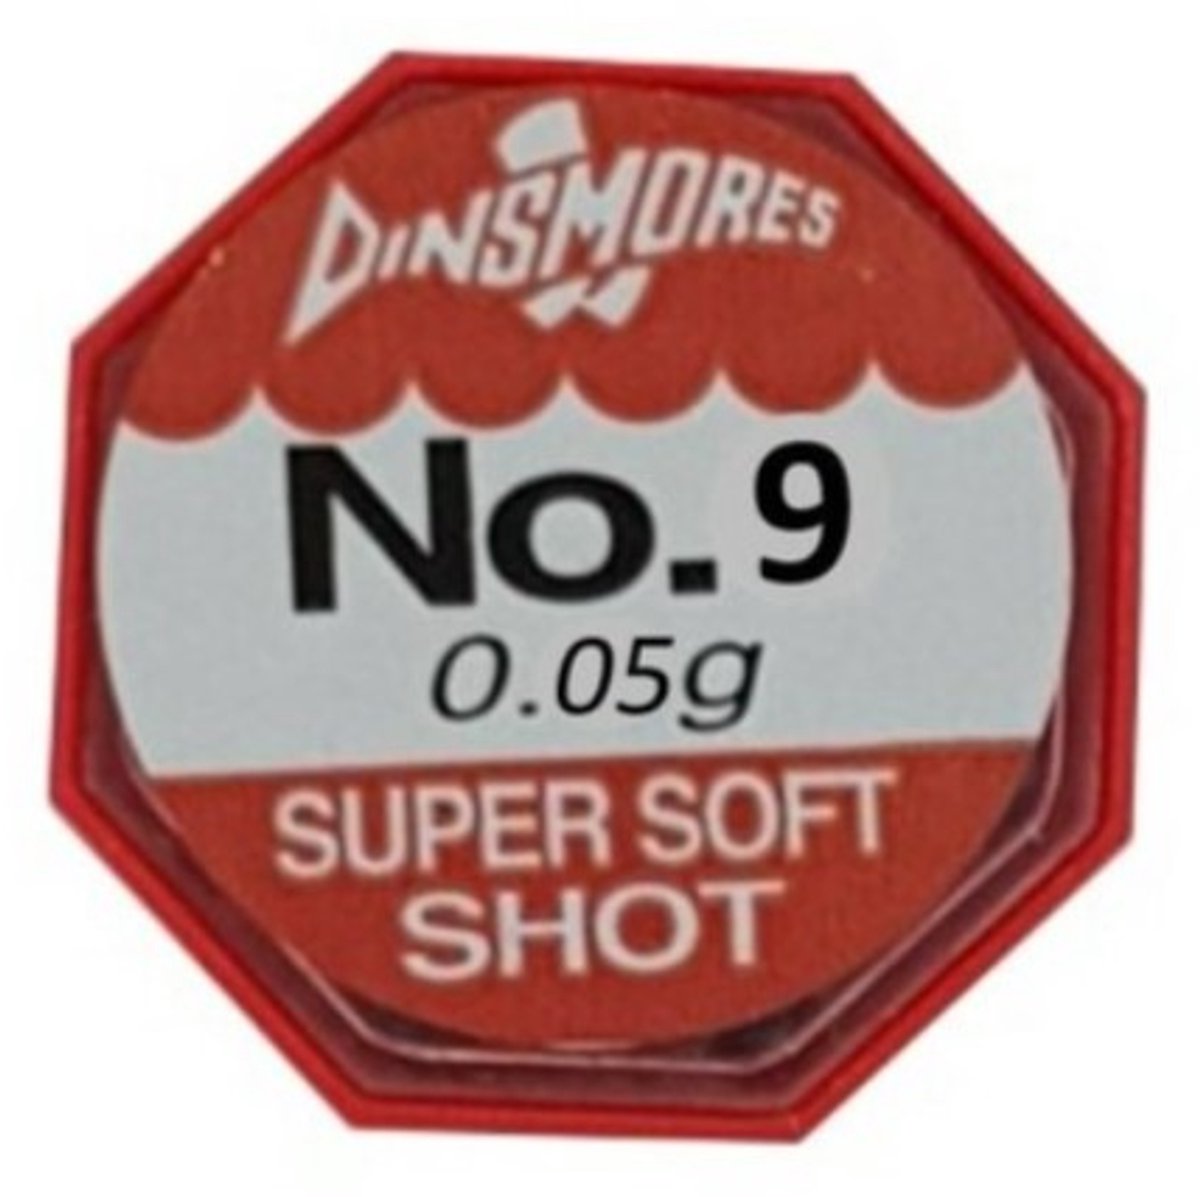 DINSMORES
No. 9
0.05g
SUPER SOFT
SHOT